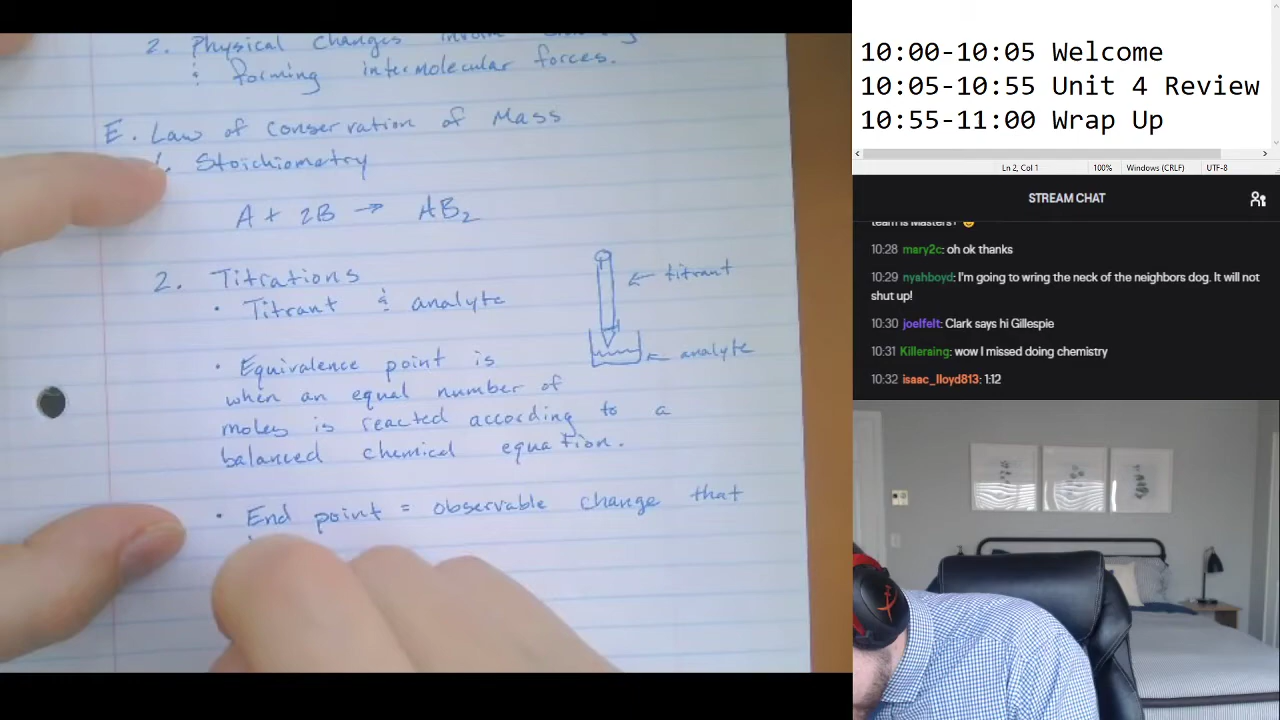 2. Physical changes involve
& forming intermolecular forces.
E. Law of conservation of Mass
1. Stoichiometry
A + 2B → AB2
2. Titrations
• Titrant & analyte
← titrant
← analyte
• Equivalence point is
when an equal number of
moles is reacted according to a
balanced chemical equation.
• End point = observable change that
10:00-10:05 Welcome
10:05-10:55 Unit 4 Review
10:55-11:00 Wrap Up
Ln 2, Col 1 100% Windows (CRLF) UTF-8
STREAM CHAT
team is Masters?
10:28 mary2c: oh ok thanks
10:29 nyahboyd: I'm going to wring the neck of the neighbors dog. It will not
shut up!
10:30 joelfelt: Clark says hi Gillespie
10:31 Killeraing: wow I missed doing chemistry
10:32 isaac_lloyd813: 1:12